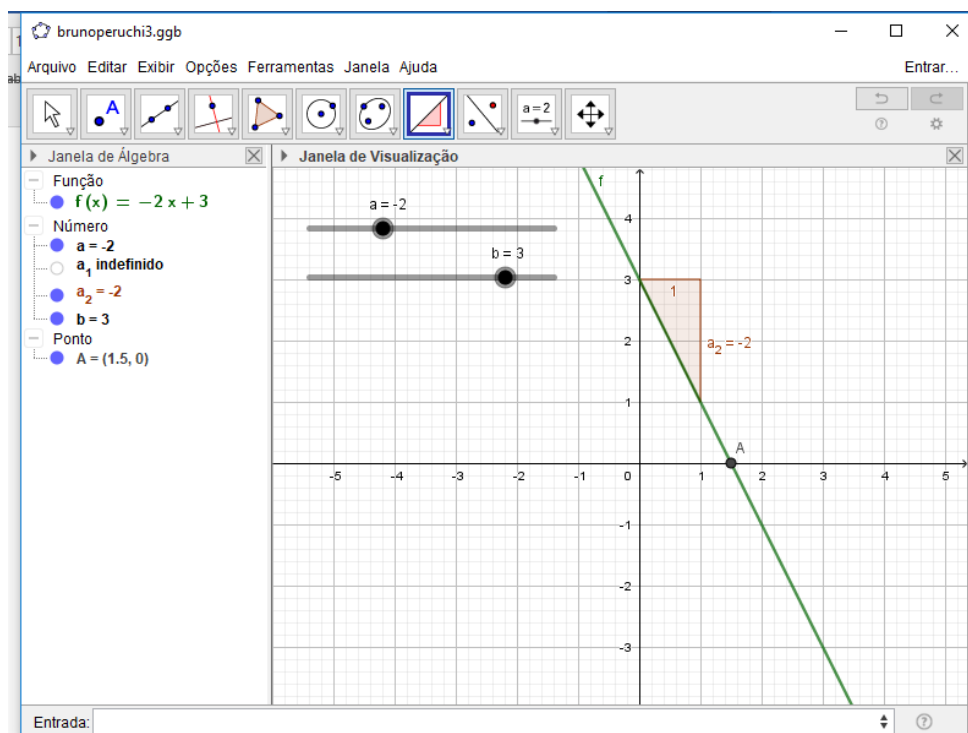 brunoperuchi3.ggb
Arquivo Editar Exibir Opções Ferramentas Janela Ajuda Entrar...
A a=2
Janela de Álgebra
Janela de Visualização
Função
f(x) = −2 x + 3
Número
a = -2
a1 indefinido
a2 = -2
b = 3
Ponto
A = (1.5, 0)
a = -2
b = 3
f
1
a2 = -2
A
4
3
2
1
-5 -4 -3 -2 -1 0 1 2 3 4 5
-1
-2
-3
Entrada: